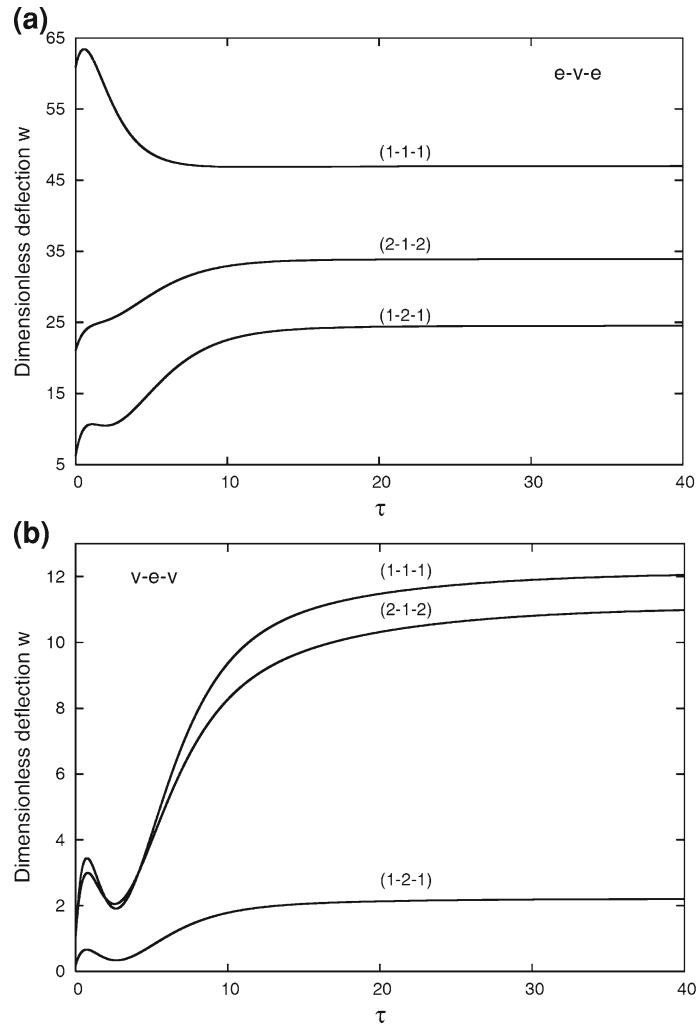 (a)
65
55
45
35
25
15
5
Dimensionless deflection w
e-v-e
(1-1-1)
(2-1-2)
(1-2-1)
0 10 20 30 40
τ
(b)
12
10
8
6
4
2
0
Dimensionless deflection w
v-e-v
(1-1-1)
(2-1-2)
(1-2-1)
0 10 20 30 40
τ